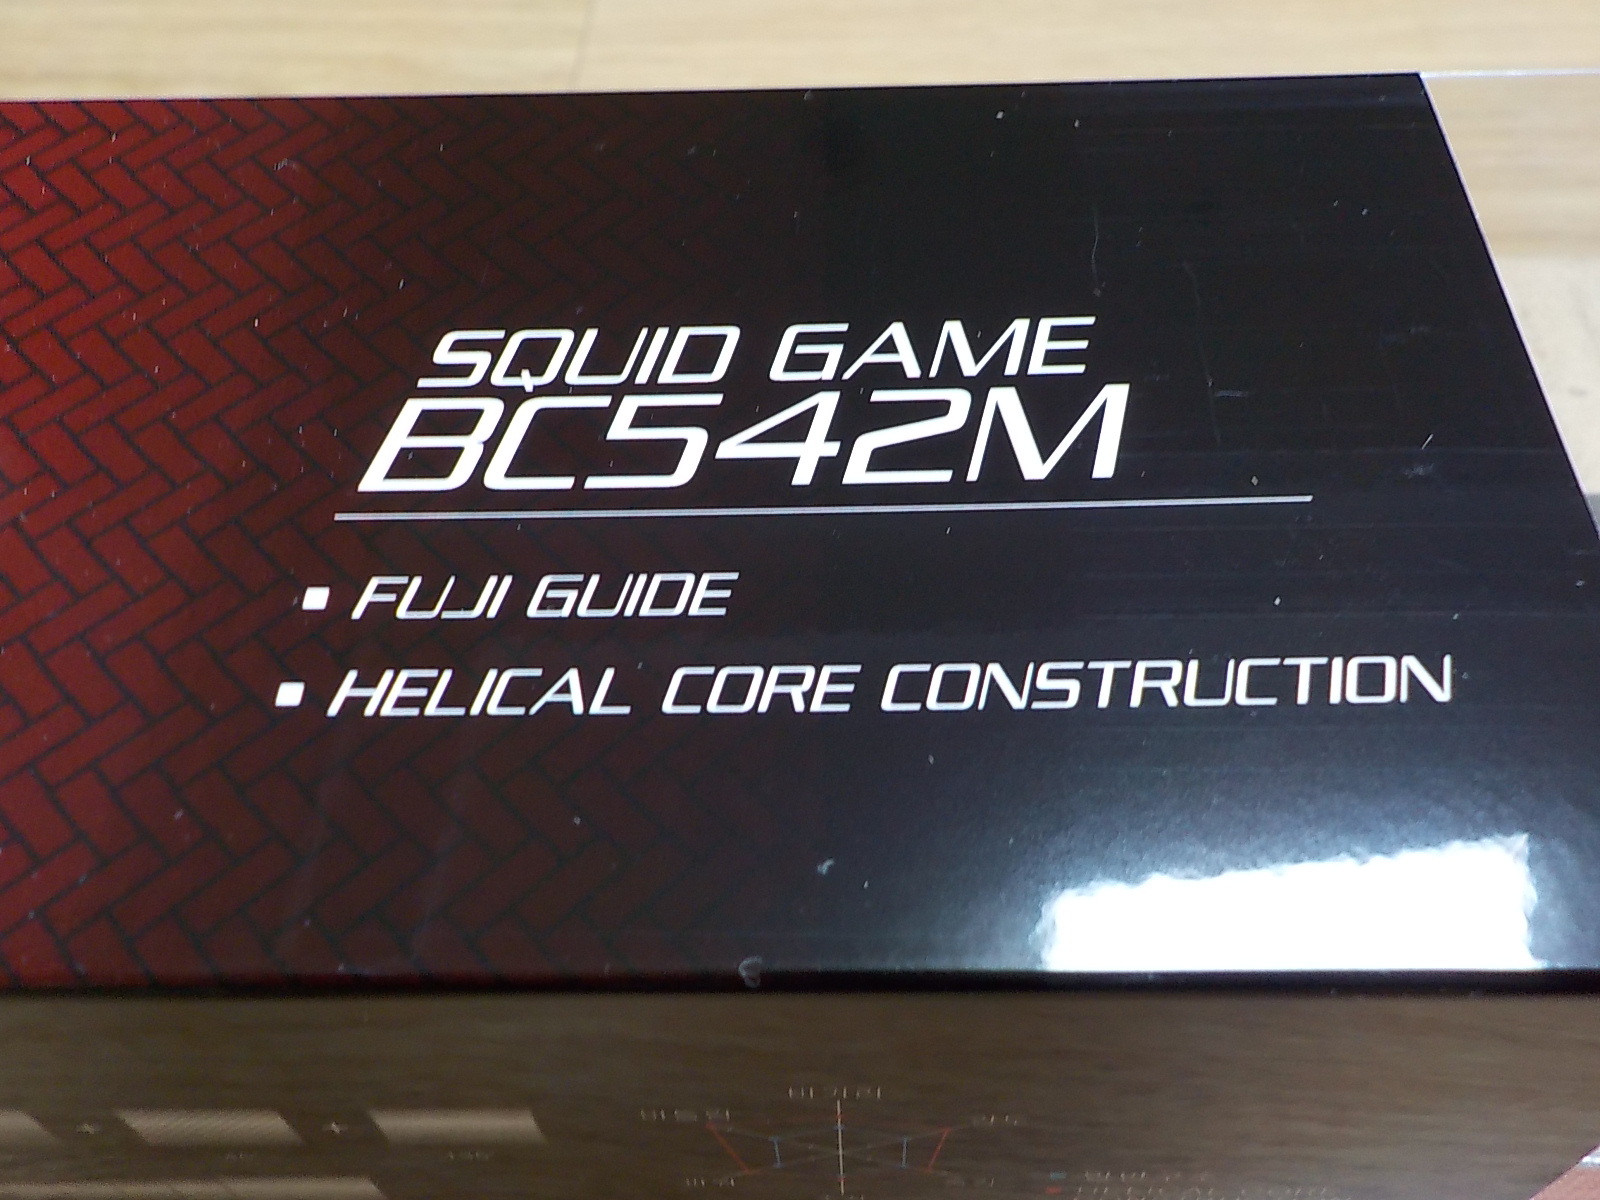 SQUID GAME
BC542M
▪ FUJI GUIDE
▪ HELICAL CORE CONSTRUCTION